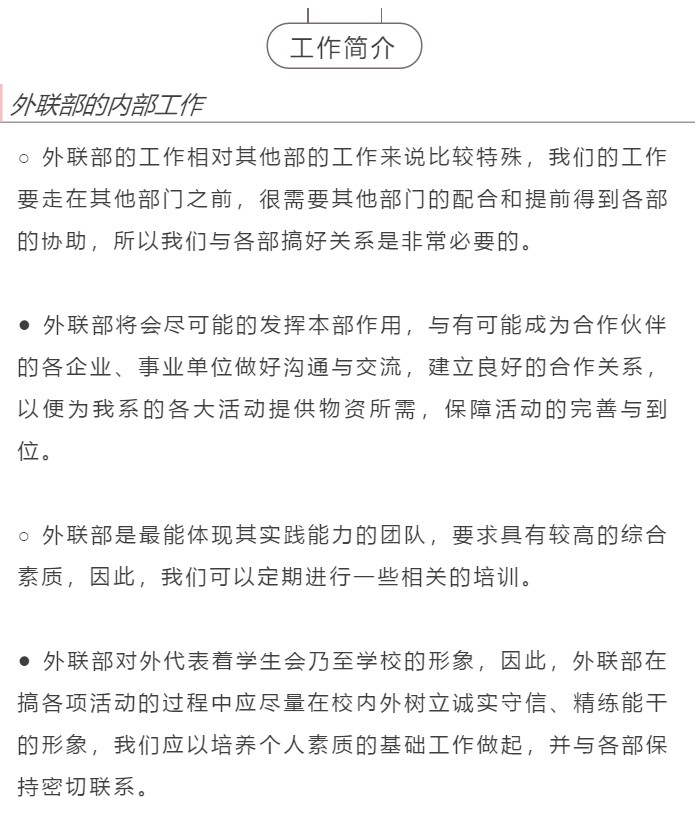 工作简介
外联部的内部工作
○ 外联部的工作相对其他部的工作来说比较特殊，我们的工作
要走在其他部门之前，很需要其他部门的配合和提前得到各部
的协助，所以我们与各部搞好关系是非常必要的。
● 外联部将会尽可能的发挥本部作用，与有可能成为合作伙伴
的各企业、事业单位做好沟通与交流，建立良好的合作关系，
以便为我系的各大活动提供物资所需，保障活动的完善与到
位。
○ 外联部是最能体现其实践能力的团队，要求具有较高的综合
素质，因此，我们可以定期进行一些相关的培训。
● 外联部对外代表着学生会乃至学校的形象，因此，外联部在
搞各项活动的过程中应尽量在校内外树立诚实守信、精练能干
的形象，我们应以培养个人素质的基础工作做起，并与各部保
持密切联系。